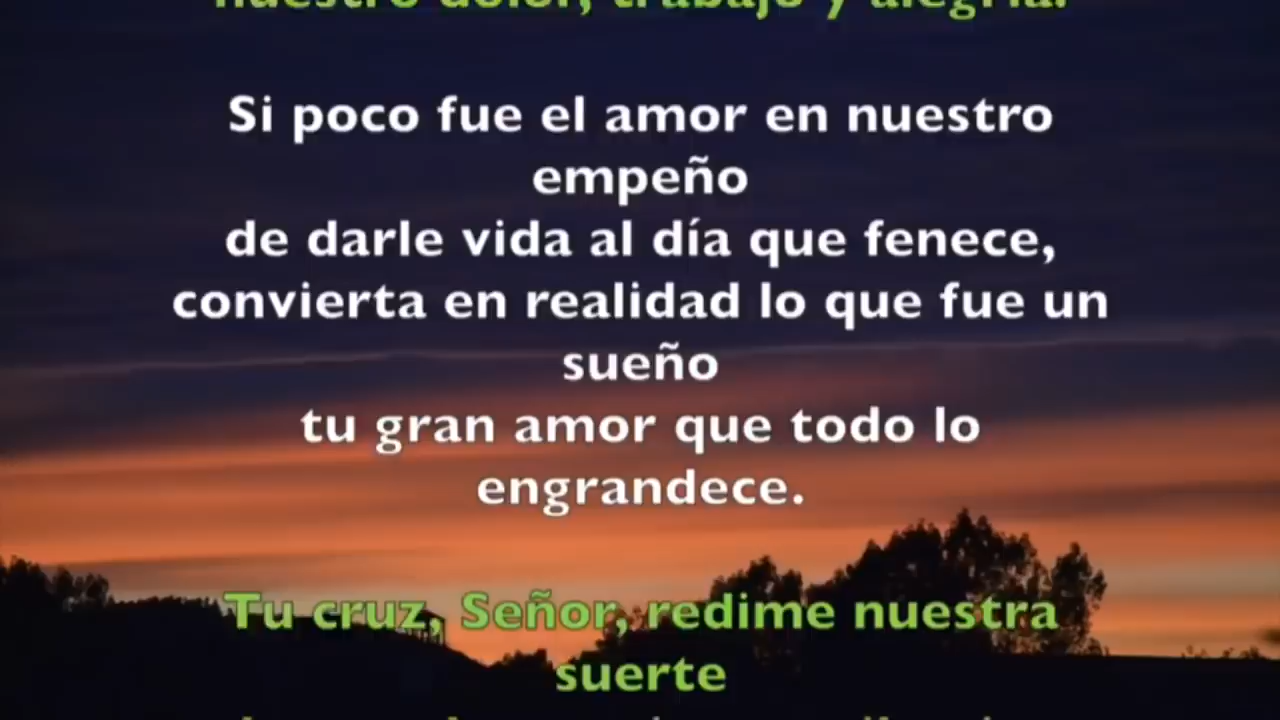 nuestro dolor, trabajo y alegría.
Si poco fue el amor en nuestro
empeño
de darle vida al día que fenece,
convierta en realidad lo que fue un
sueño
tu gran amor que todo lo
engrandece.
Tu cruz, Señor, redime nuestra
suerte